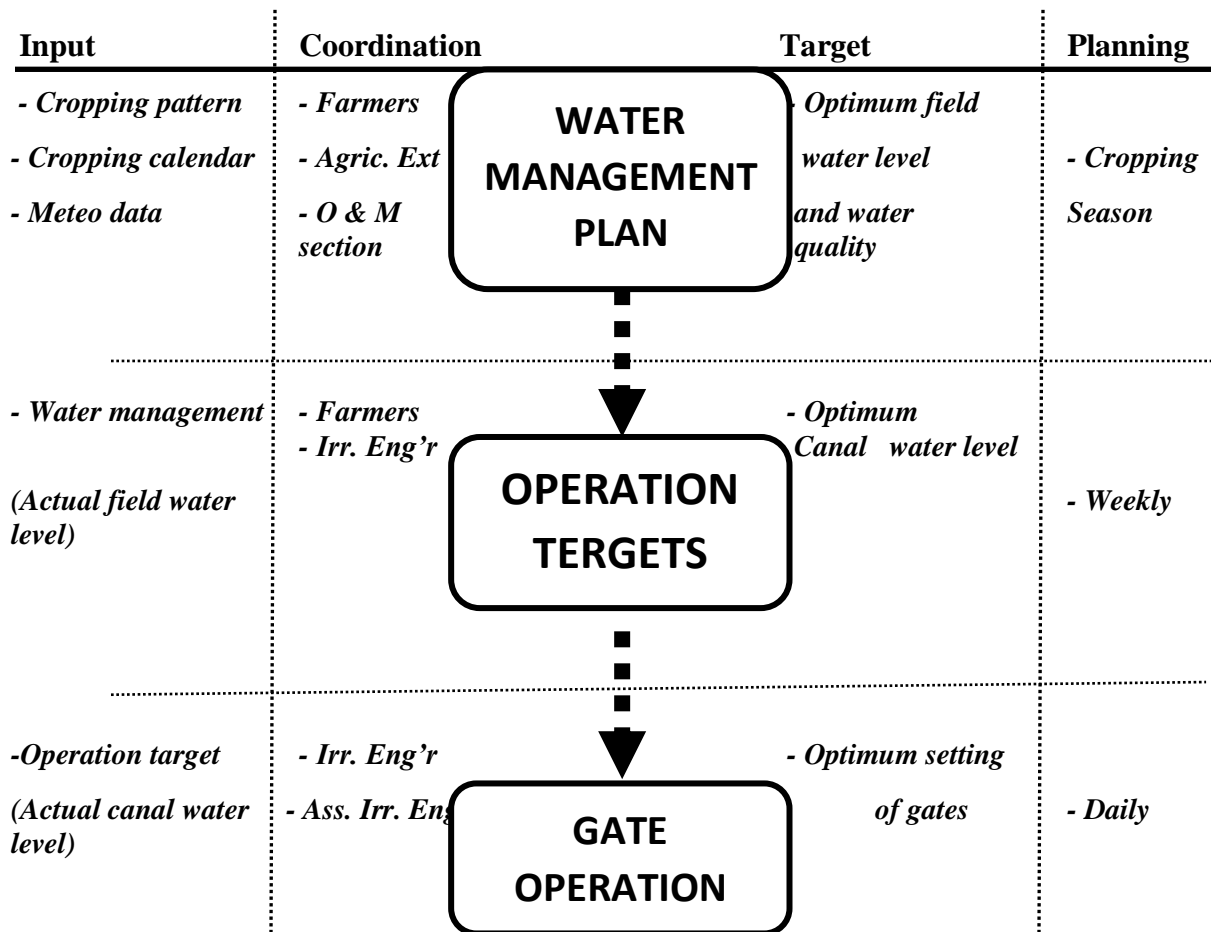 Input Coordination Target Planning
- Cropping pattern - Farmers - Optimum field
- Cropping calendar - Agric. Ext water level - Cropping
- Meteo data - O & M and water Season
section quality
WATER
MANAGEMENT
PLAN
- Water management - Farmers - Optimum
- Irr. Eng'r Canal water level
(Actual field water - Weekly
level)
OPERATION
TERGETS
-Operation target - Irr. Eng’r - Optimum setting
(Actual canal water - Ass. Irr. Eng of gates - Daily
level)
GATE
OPERATION